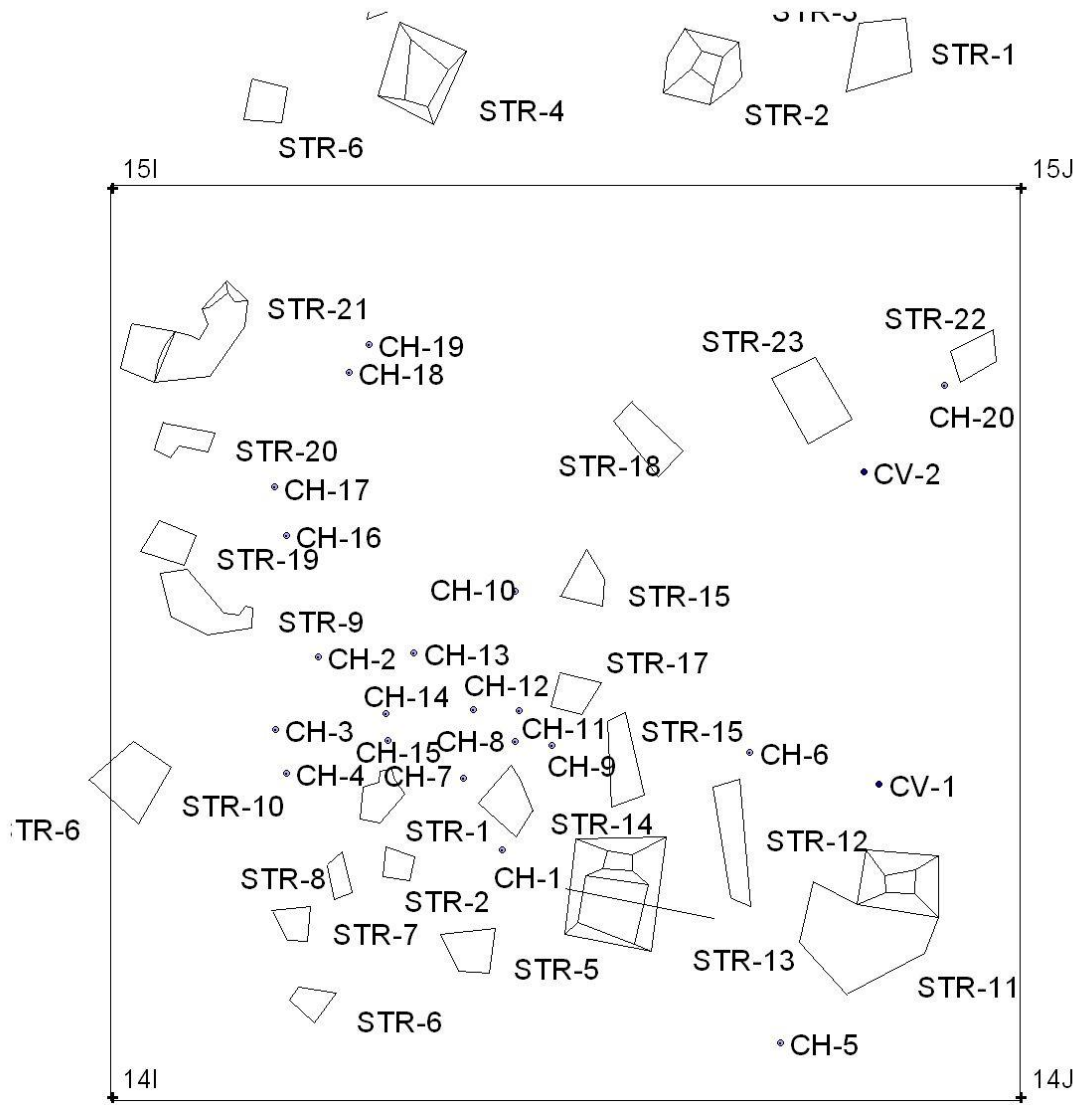 STR-3
STR-1
STR-4
STR-2
STR-6
15I
15J
STR-21
STR-22
STR-23
CH-19
CH-18
CH-20
STR-20
STR-18
CV-2
CH-17
CH-16
STR-19
CH-10
STR-15
STR-9
CH-2
CH-13
STR-17
CH-12
CH-14
CH-3
CH-11
STR-15
CH-15
CH-8
CH-6
CH-9
CH-4
CH-7
CV-1
STR-10
TR-6
STR-1
STR-14
STR-12
STR-8
CH-1
STR-2
STR-7
STR-13
STR-5
STR-11
STR-6
CH-5
14I
14J